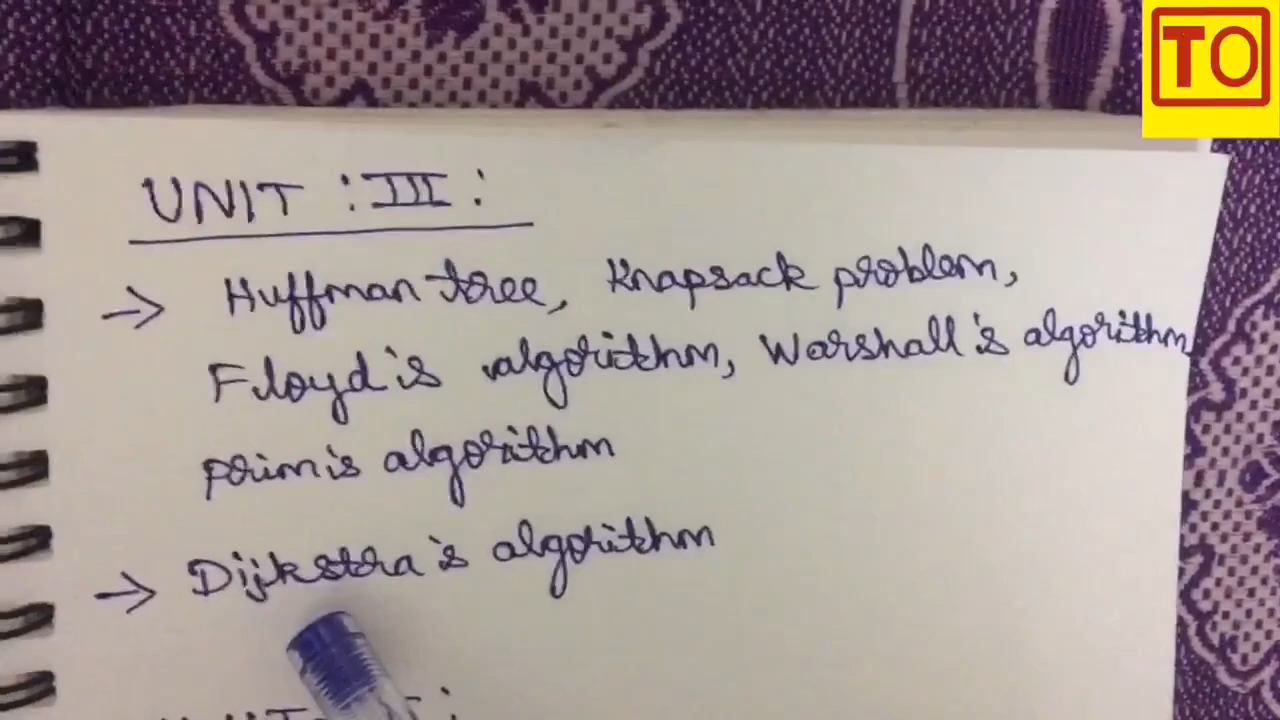 TO
UNIT : III :
→ Huffman tree, Knapsack problem,
Floyd's algorithm, Warshall's algorithm
prim's algorithm
→ Dijkstra's algorithm